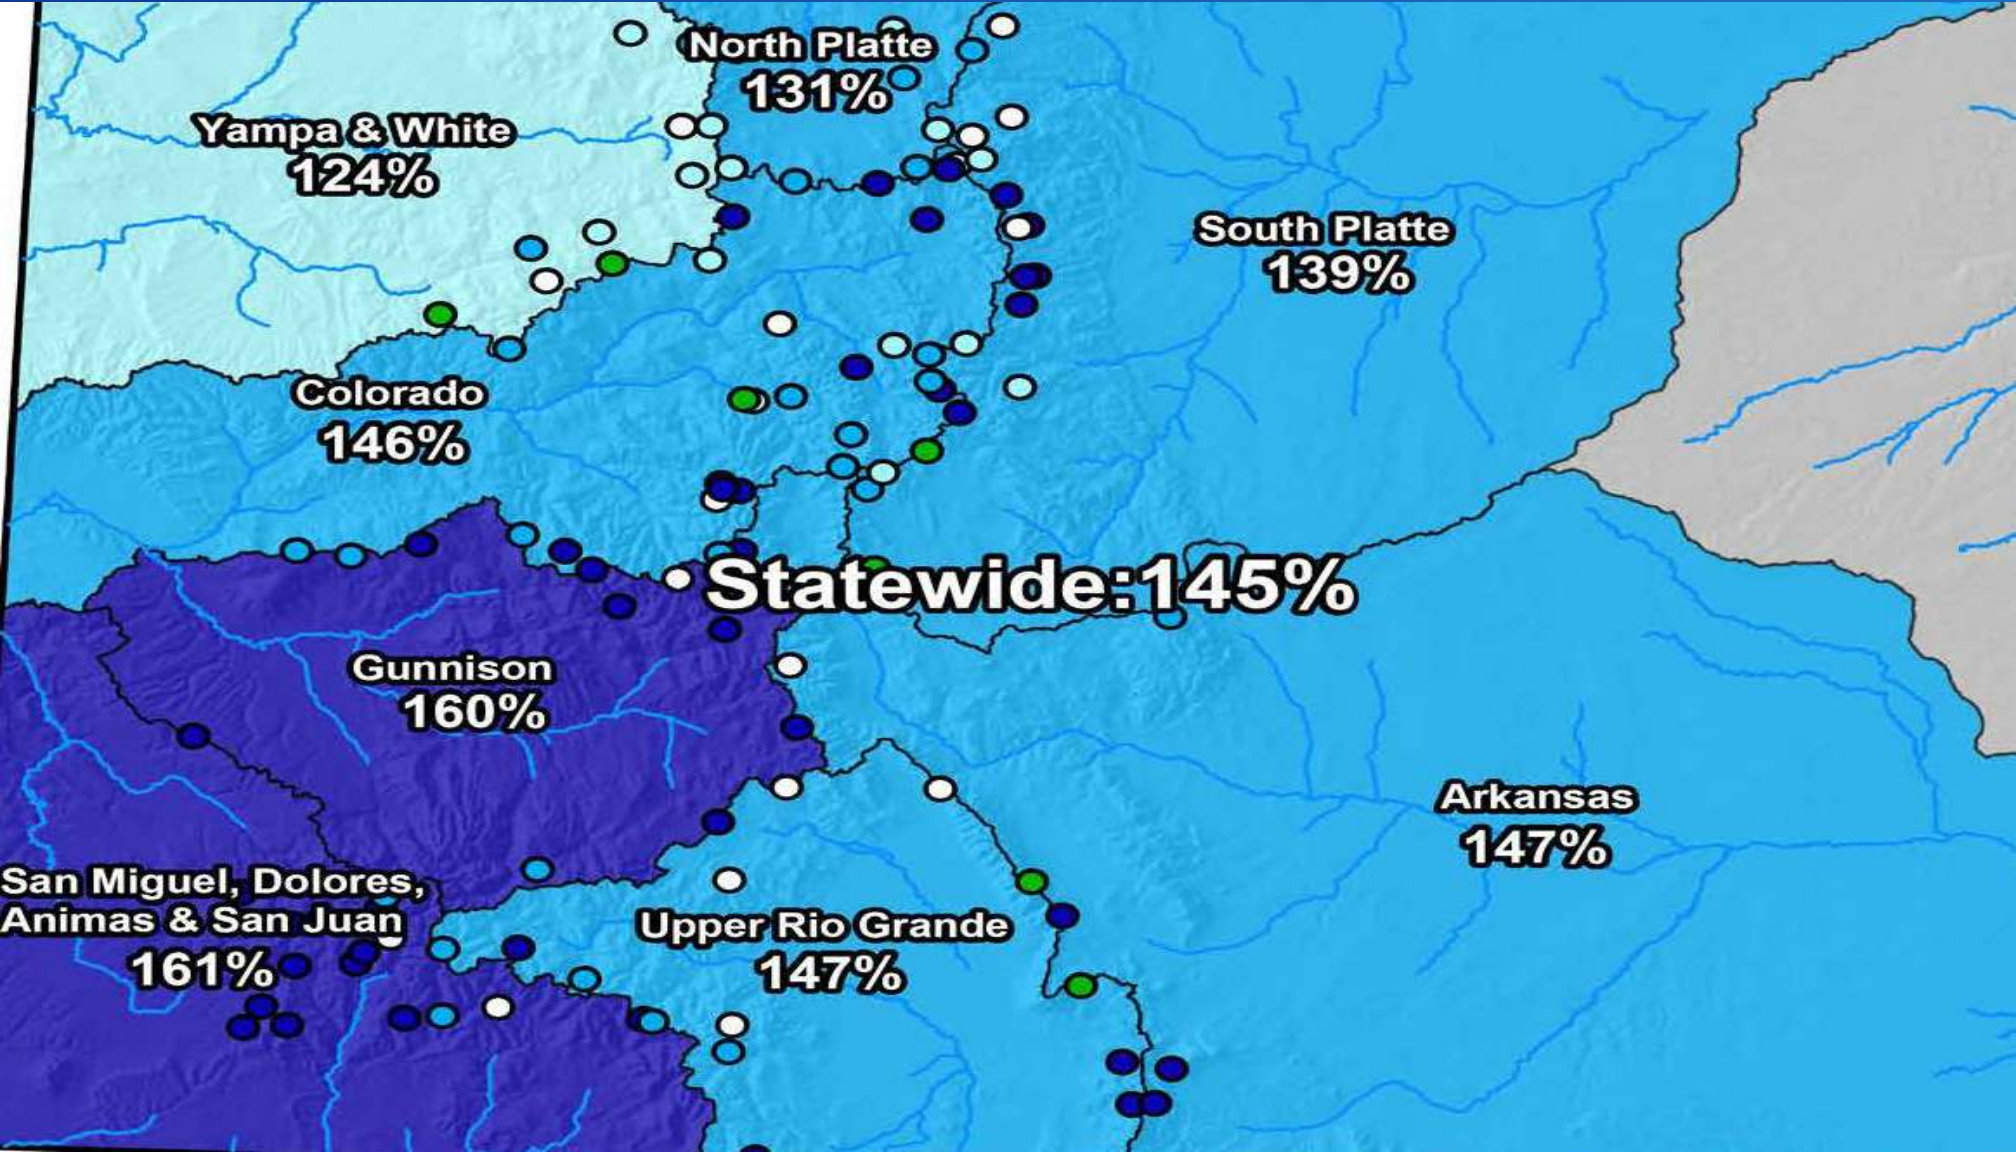 North Platte
131%
Yampa & White
124%
South Platte
139%
Colorado
146%
Statewide:145%
Gunnison
160%
Arkansas
147%
San Miguel, Dolores,
Animas & San Juan
161%
Upper Rio Grande
147%